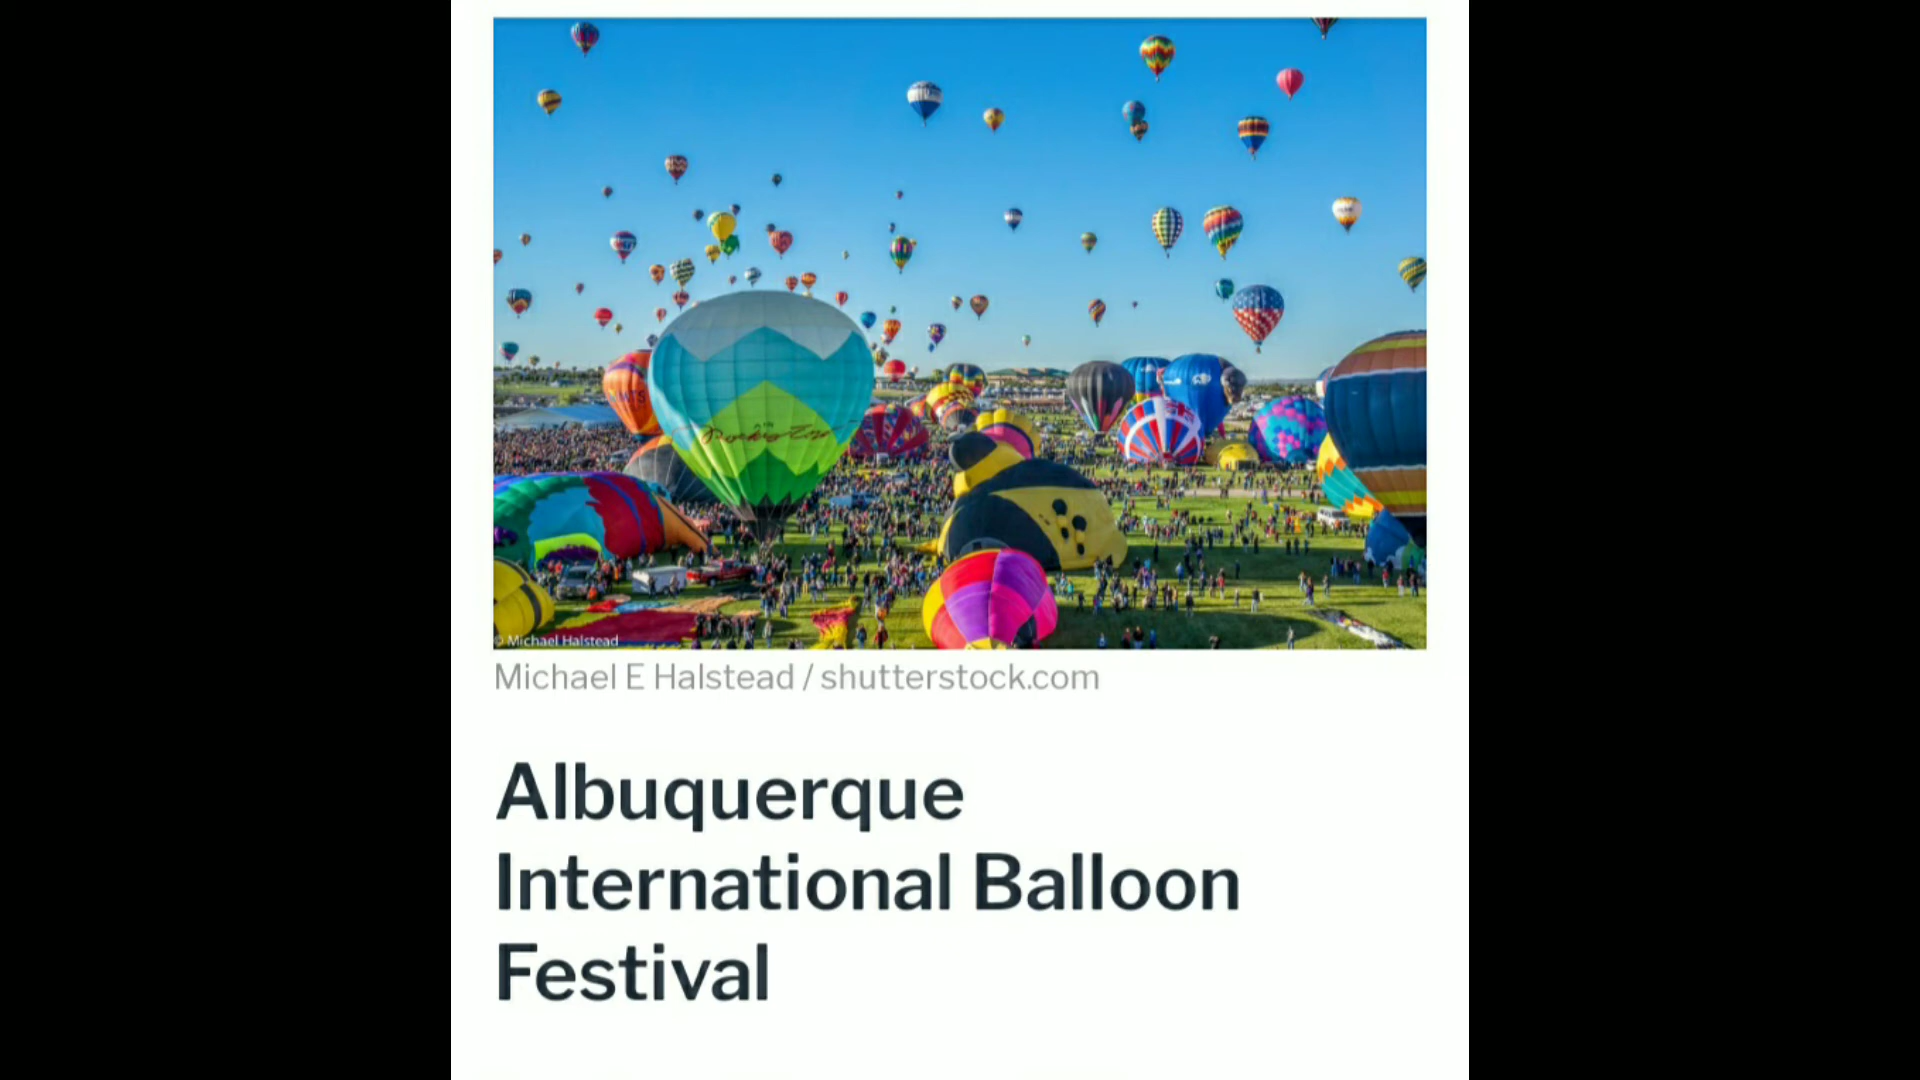 © Michael Halstead
Michael E Halstead / shutterstock.com
Albuquerque
International Balloon
Festival